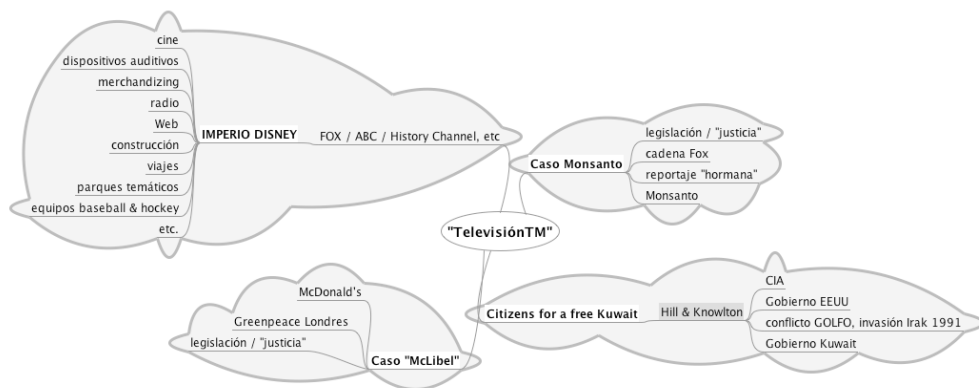 cine
dispositivos auditivos
merchandizing
radio
Web
construcción
viajes
parques temáticos
equipos baseball & hockey
etc.
IMPERIO DISNEY
FOX / ABC / History Channel, etc
Caso Monsanto
legislación / "justicia"
cadena Fox
reportaje "hormana"
Monsanto
"TelevisiónTM"
McDonald's
Greenpeace Londres
legislación / "justicia"
Caso "McLibel"
Citizens for a free Kuwait
Hill & Knowlton
CIA
Gobierno EEUU
conflicto GOLFO, invasión Irak 1991
Gobierno Kuwait